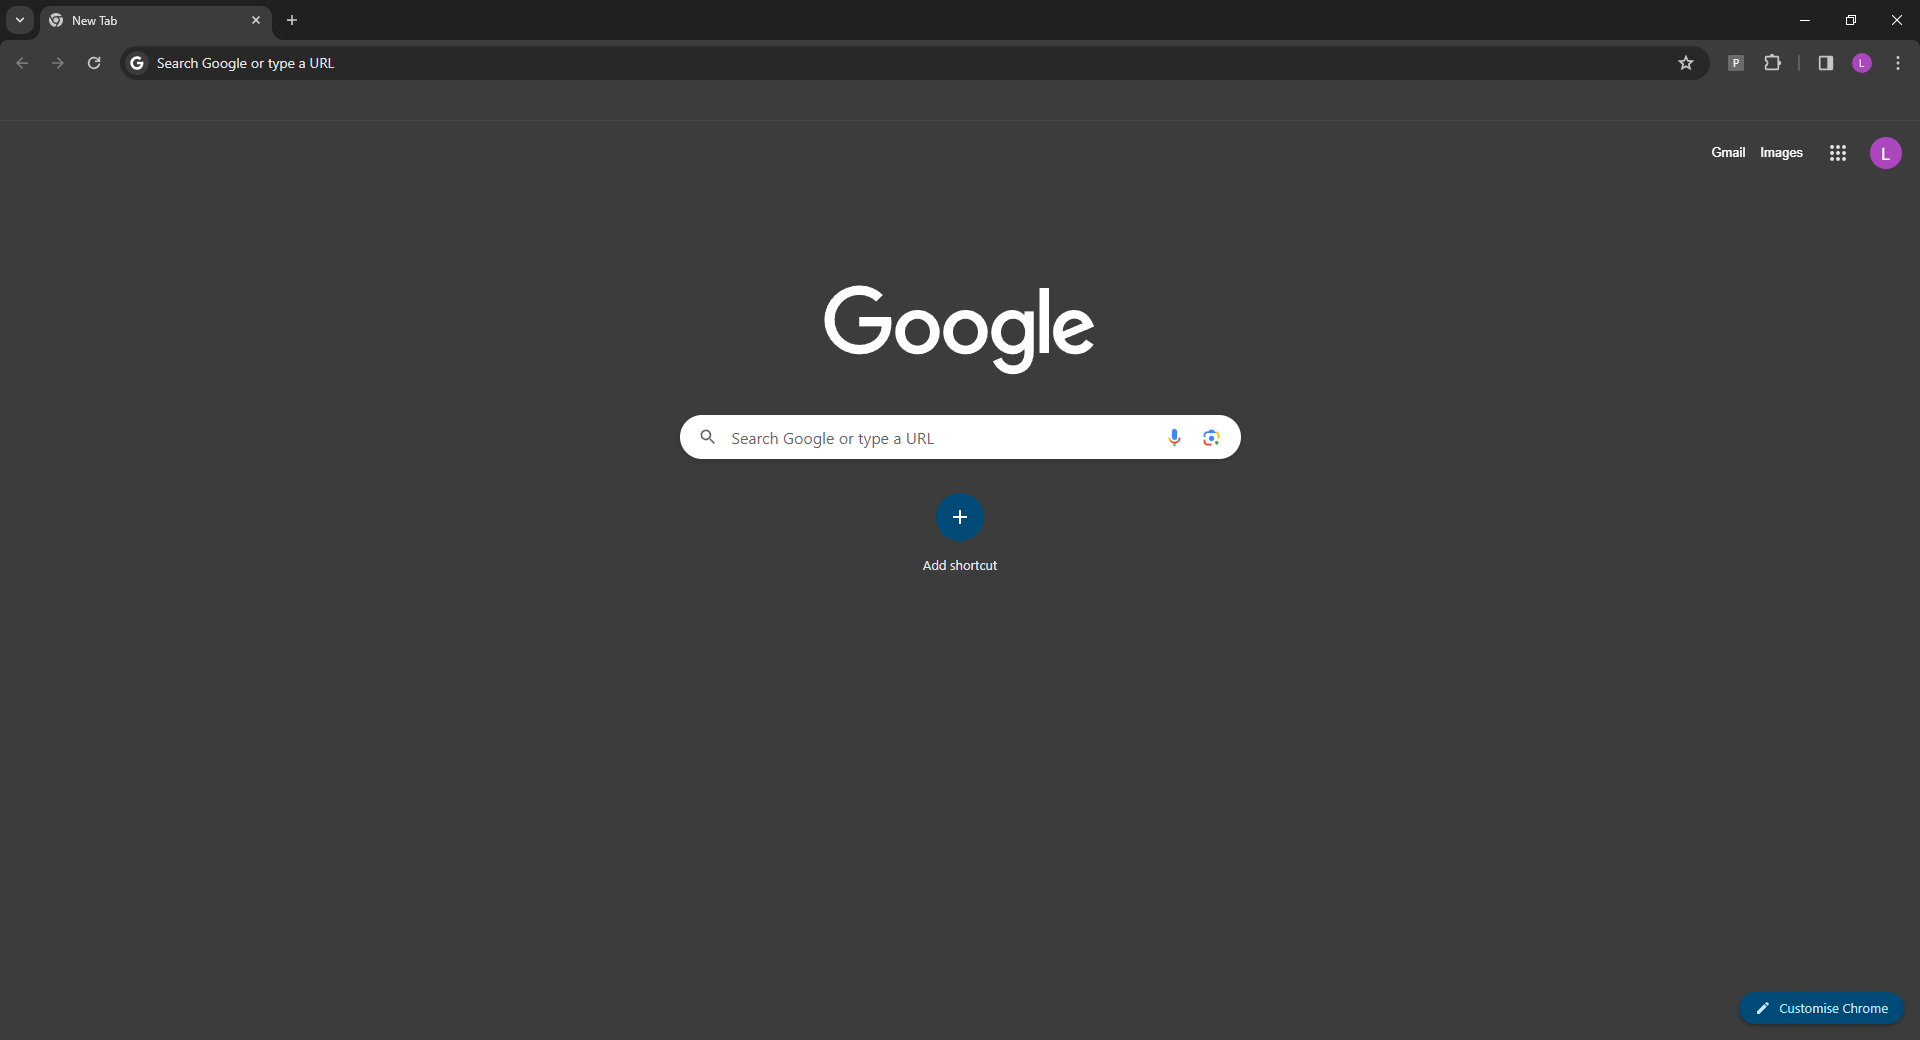 New Tab
Search Google or type a URL
P
L
Gmail Images
L
Google
Search Google or type a URL
Add shortcut
Customise Chrome